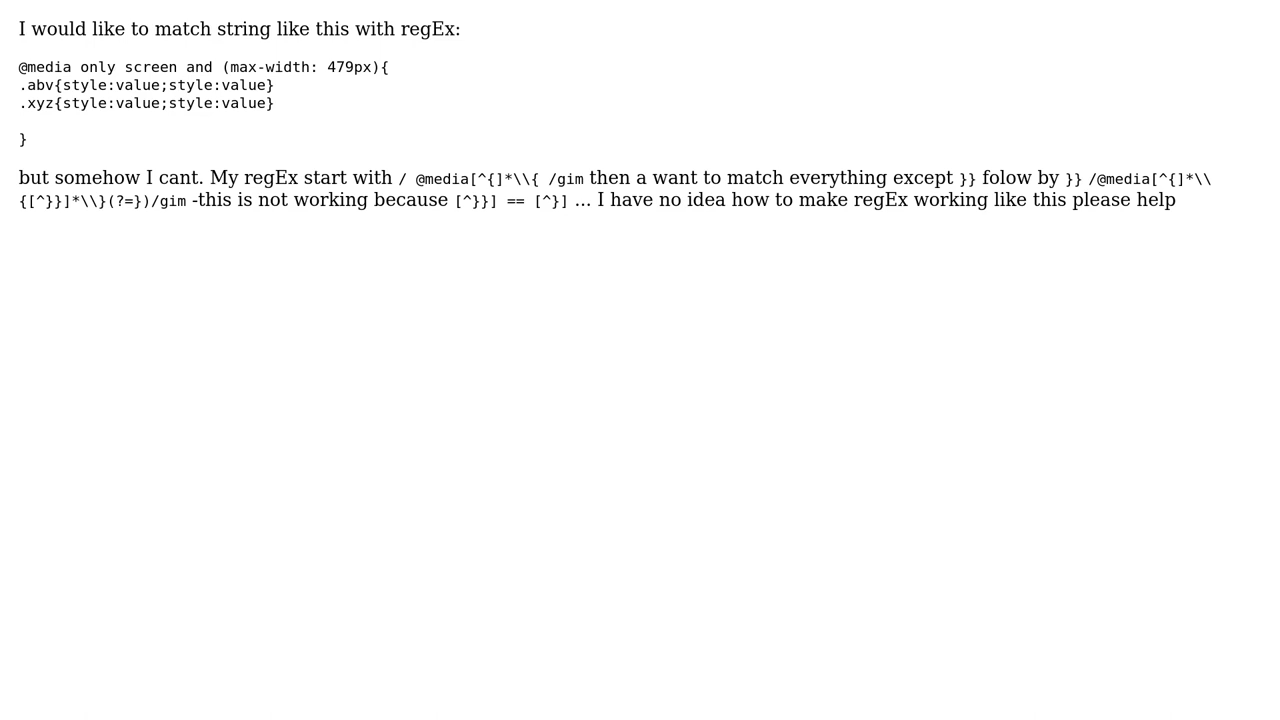 I would like to match string like this with regEx:
@media only screen and (max-width: 479px){
.abv{style:value;style:value}
.xyz{style:value;style:value}
}
but somehow I cant. My regEx start with / @media[^{]*\\{ /gim then a want to match everything except }} folow by }} /@media[^{]*\\
{[^}}]*\\}(?=})/gim -this is not working because [^}}] == [^}] ... I have no idea how to make regEx working like this please help